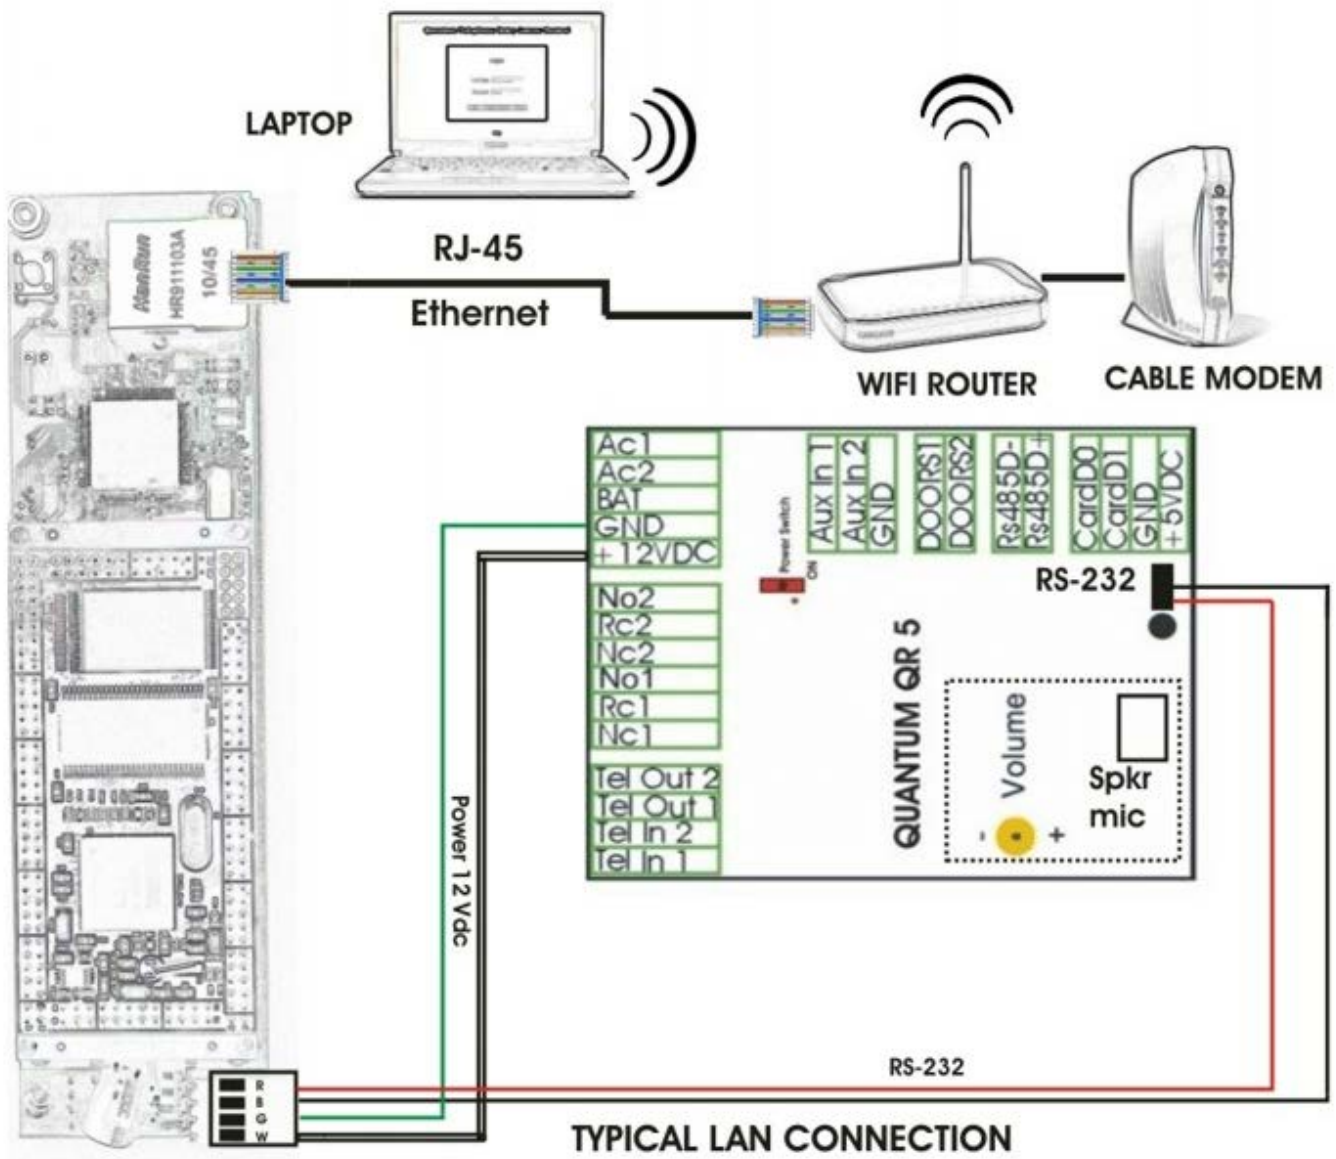 LAPTOP
RJ-45
Ethernet
HanRun
HR911103A
10/45
WIFI ROUTER
CABLE MODEM
Ac1
Ac2
BAT
GND
+12VDC
No2
Rc2
Nc2
No1
Rc1
Nc1
Tel Out 2
Tel Out 1
Tel In 2
Tel In 1
Power Switch
ON
Aux In 1
Aux In 2
GND
DOORS1
DOORS2
Rs485D-
Rs485D+
CardD0
CardD1
GND
+5VDC
RS-232
QUANTUM QR 5
Volume
- +
Spkr
mic
Power 12 Vdc
RS-232
R
B
G
W
TYPICAL LAN CONNECTION